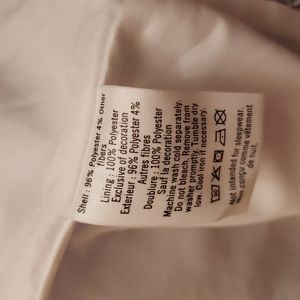 Shell : 96% Polyester 4% Other
fibers
Lining : 100% Polyester
Exclusive of decoration
Exterieur : 96% Polyester 4%
Autres fibres
Doublure : 100% Polyester
Sauf la decoration
Machine wash cold separately.
Do not bleach. Remove from
washer promptly. Tumble dry
low. Cool iron if necessary.
Not intended for sleepwear.
Non conçu comme vêtement
de nuit.